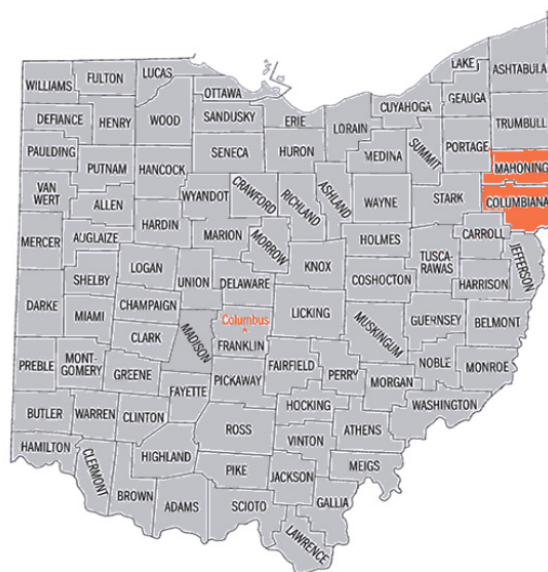 WILLIAMS
FULTON
LUCAS
OTTAWA
LAKE
ASHTABULA
GEAUGA
CUYAHOGA
DEFIANCE
HENRY
WOOD
SANDUSKY
ERIE
LORAIN
TRUMBULL
PAULDING
SENECA
HURON
MEDINA
SUMMIT
PORTAGE
MAHONING
PUTNAM
HANCOCK
VAN
WERT
ALLEN
WYANDOT
CRAWFORD
RICHLAND
ASHLAND
WAYNE
STARK
COLUMBIANA
HARDIN
MERCER
AUGLAIZE
MARION
MORROW
HOLMES
CARROLL
JEFFERSON
LOGAN
SHELBY
UNION
DELAWARE
KNOX
COSHOCTON
TUSCA-
RAWAS
HARRISON
DARKE
MIAMI
CHAMPAIGN
LICKING
MUSKINGUM
GUERNSEY
BELMONT
Columbus
CLARK
MADISON
FRANKLIN
PREBLE
MONT-
GOMERY
GREENE
FAYETTE
PICKAWAY
FAIRFIELD
PERRY
MORGAN
NOBLE
MONROE
BUTLER
WARREN
CLINTON
ROSS
HOCKING
ATHENS
WASHINGTON
HAMILTON
CLERMONT
HIGHLAND
VINTON
MEIGS
BROWN
ADAMS
PIKE
SCIOTO
JACKSON
GALLIA
LAWRENCE